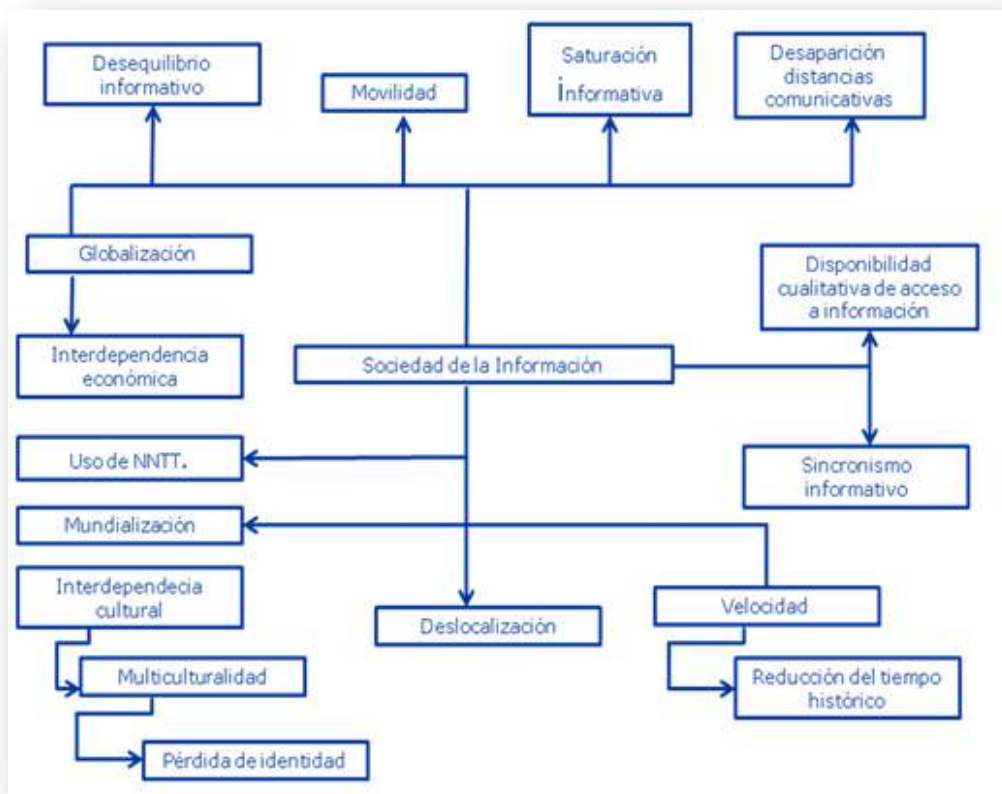 Desequilibrio
informativo
Movilidad
Saturación
informativa
Desaparición
distancias
comunicativas
Globalización
Disponibilidad
cualitativa de acceso
a información
Interdependencia
económica
Sociedad de la Información
Uso de NNTT.
Sincronismo
informativo
Mundialización
Interdependecia
cultural
Velocidad
Deslocalización
Multiculturalidad
Reducción del tiempo
histórico
Pérdida de identidad